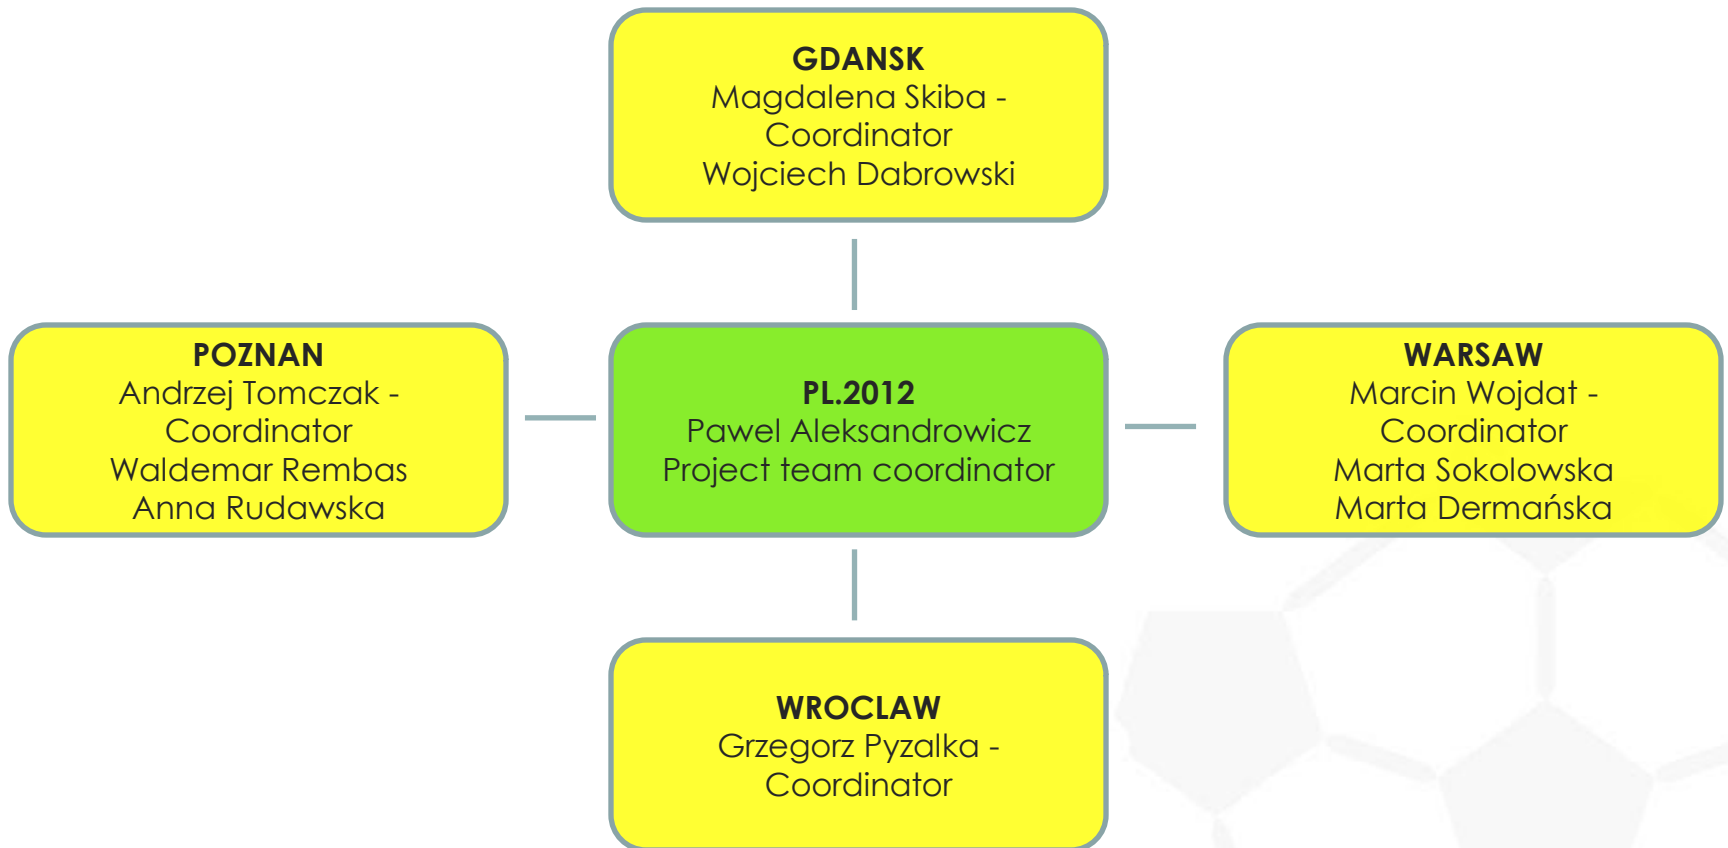 GDANSK
Magdalena Skiba -
Coordinator
Wojciech Dabrowski
POZNAN
Andrzej Tomczak -
Coordinator
Waldemar Rembas
Anna Rudawska
PL.2012
Pawel Aleksandrowicz
Project team coordinator
WARSAW
Marcin Wojdat -
Coordinator
Marta Sokolowska
Marta Dermańska
WROCLAW
Grzegorz Pyzalka -
Coordinator